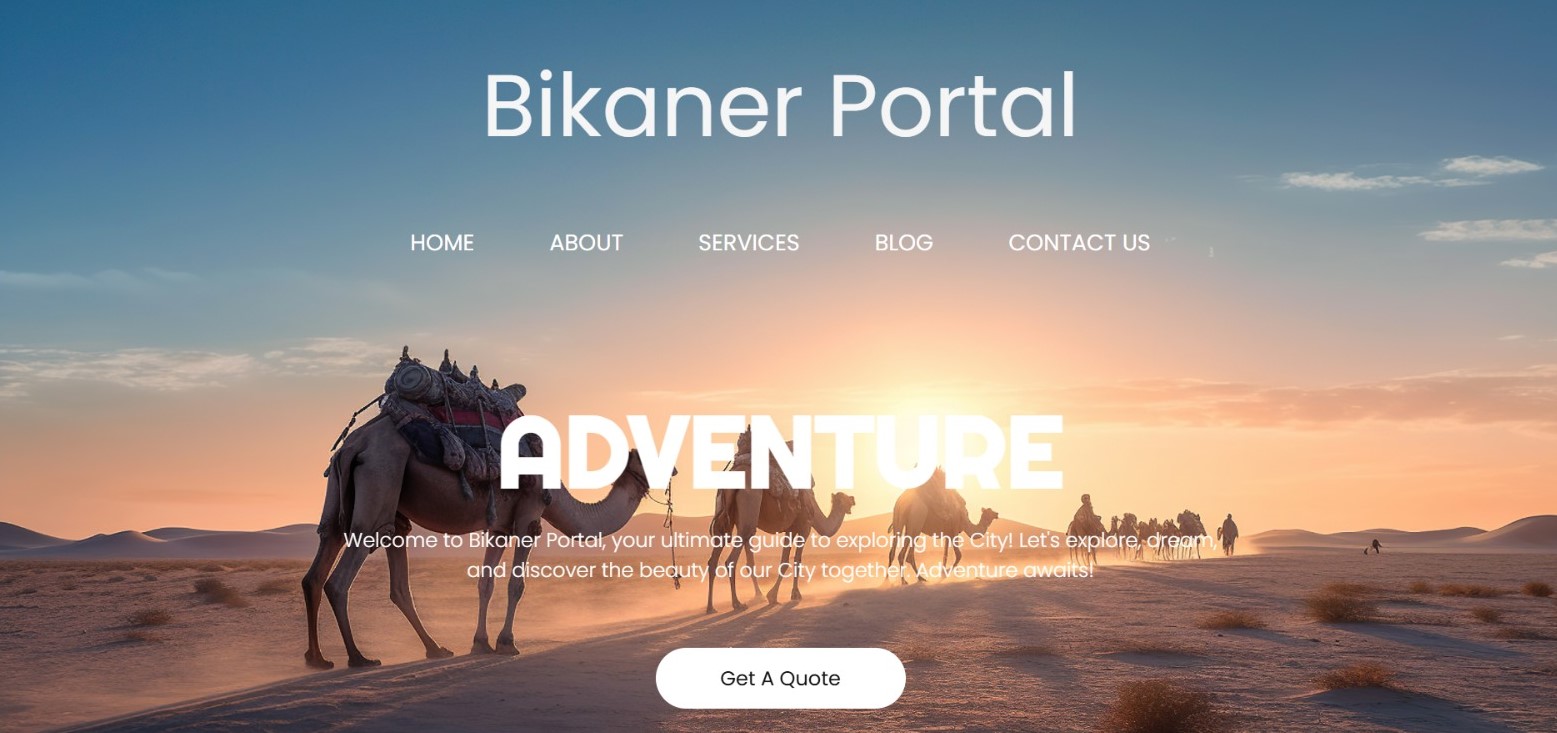 Bikaner Portal
HOME ABOUT SERVICES BLOG CONTACT US
ADVENTURE
Welcome to Bikaner Portal, your ultimate guide to exploring the City! Let's explore, dream,
and discover the beauty of our City together. Adventure awaits!
Get A Quote